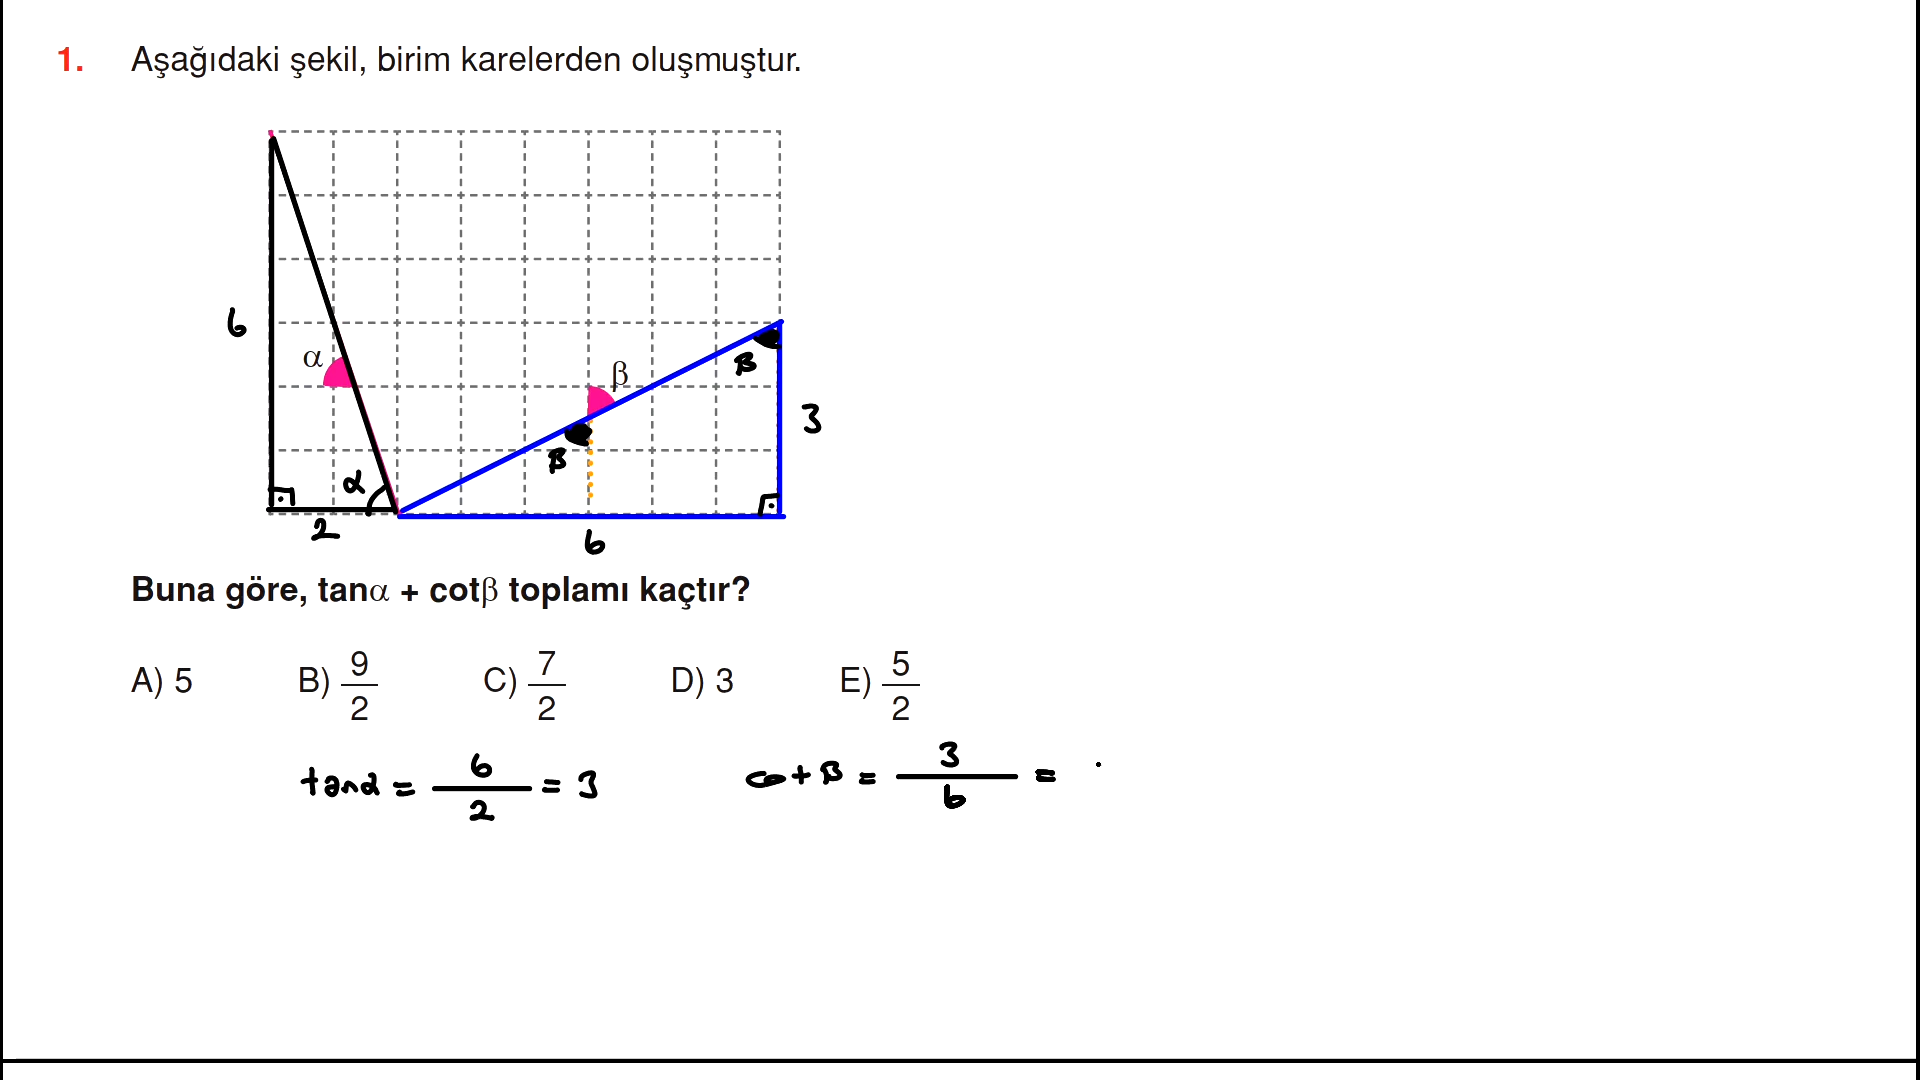 1. Aşağıdaki şekil, birim karelerden oluşmuştur.
6
α
β
β
3
β
α
2
6
Buna göre, tanα + cotβ toplamı kaçtır?
A) 5 B) 9/2 C) 7/2 D) 3 E) 5/2
tanα = 6/2 = 3 cotβ = 3/6 =